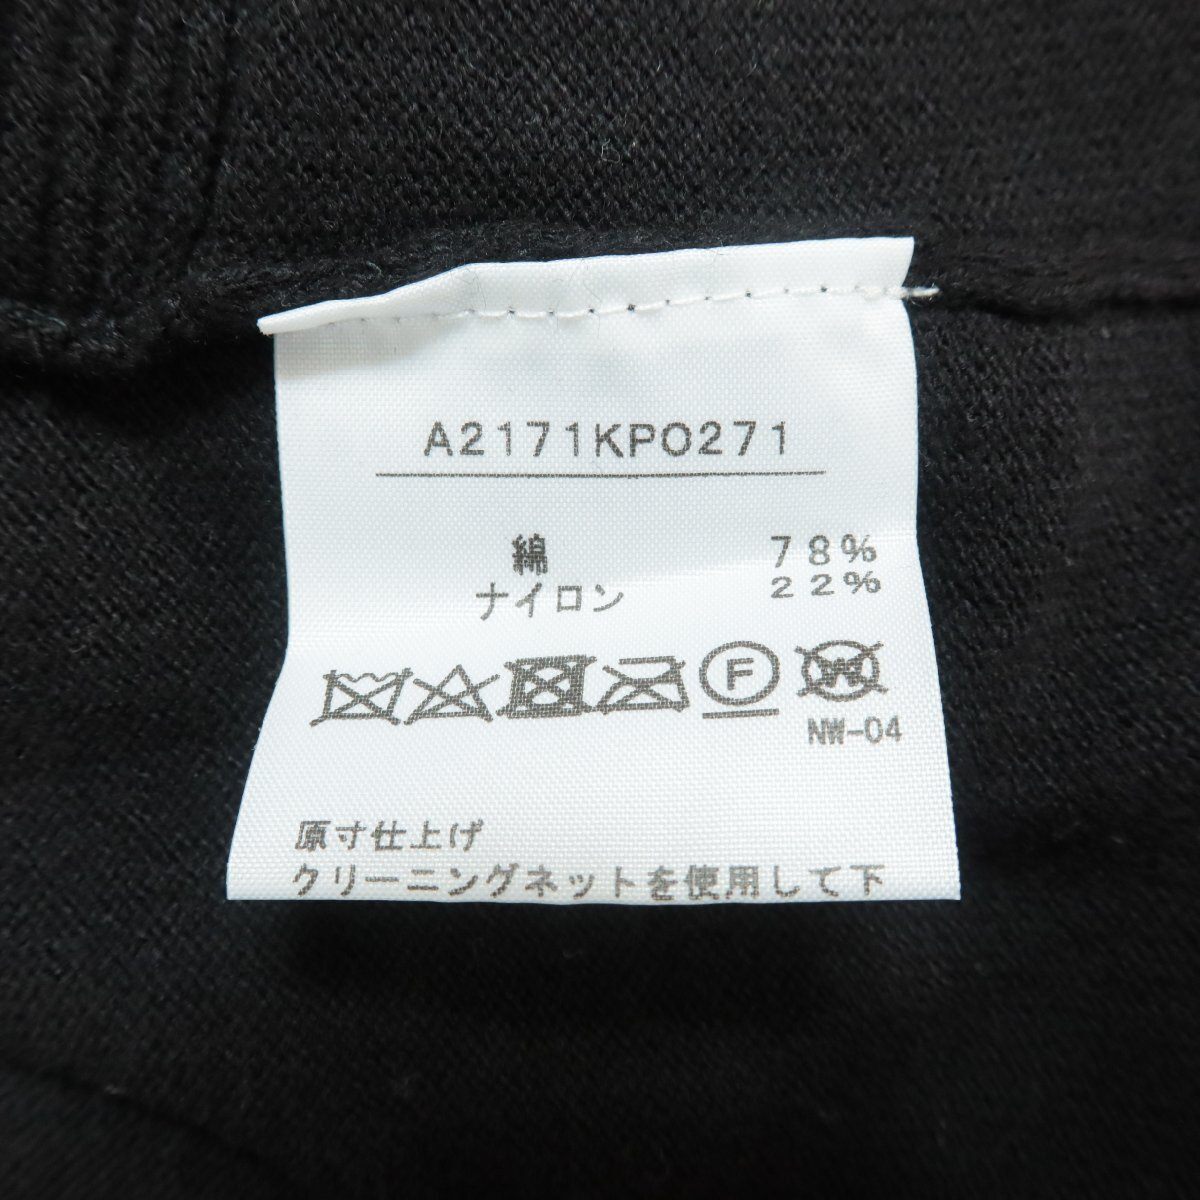 A2171KPO271
綿 78%
ナイロン 22%
F W
NW-04
原寸仕上げ
クリーニングネットを使用して下